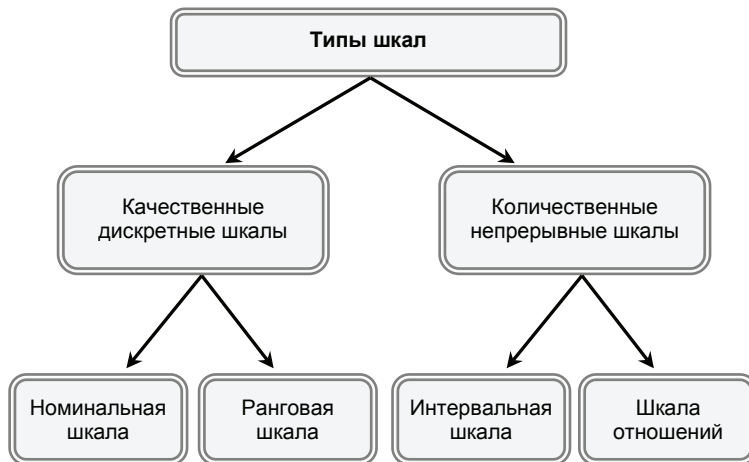 Типы шкал
Качественные
дискретные шкалы
Количественные
непрерывные шкалы
Номинальная
шкала
Ранговая
шкала
Интервальная
шкала
Шкала
отношений